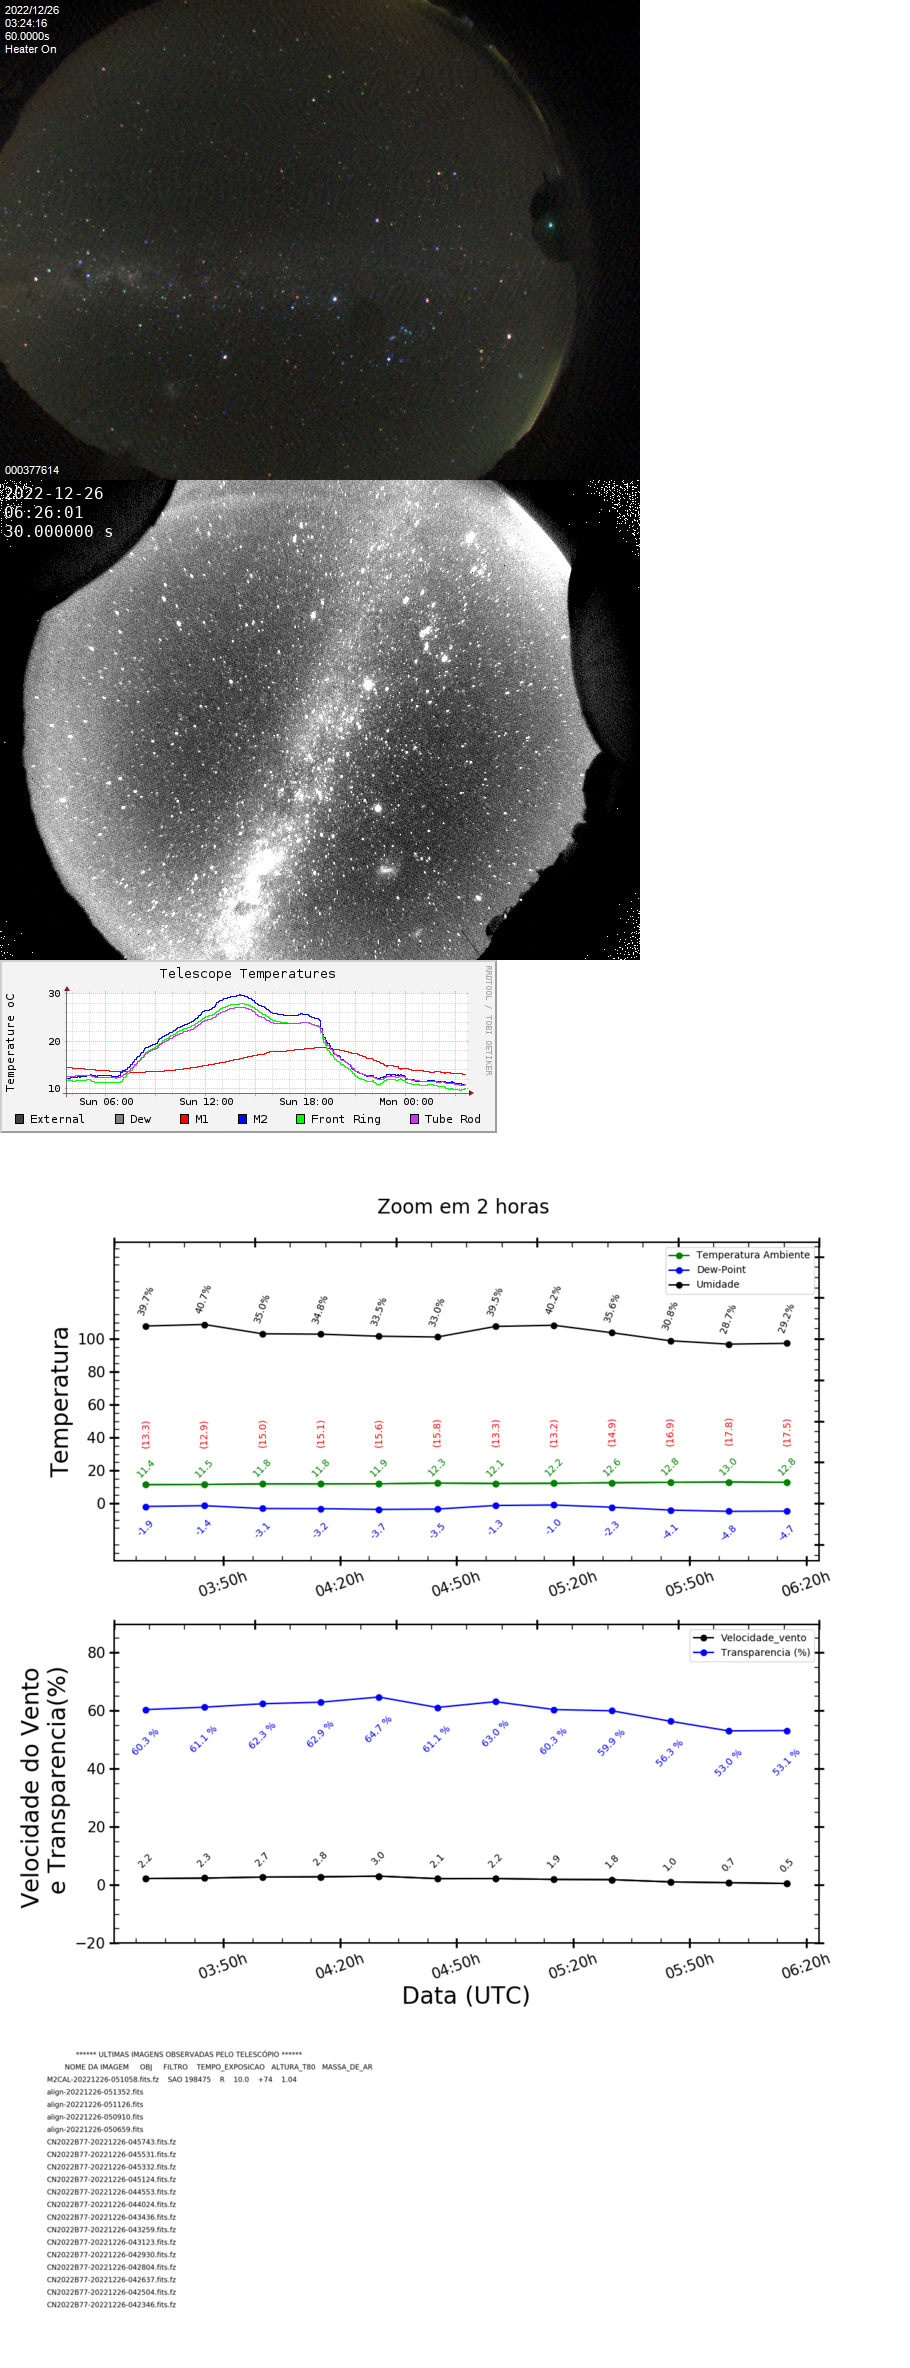 2022/12/26
03:24:16
60.0000s
Heater On
000377614
2022-12-26
06:26:01
30.000000 s
Telescope Temperatures
RRDTOOL / TOBI OETIKER
Temperature oC
30
20
10
Sun 06:00 Sun 12:00 Sun 18:00 Mon 00:00
External Dew M1 M2 Front Ring Tube Rod
Zoom em 2 horas
Temperatura Ambiente
Dew-Point
Umidade
Temperatura
100
80
60
40
20
0
39.7% 40.7% 35.0% 34.8% 33.5% 33.0% 39.5% 40.2% 35.6% 30.8% 28.7% 29.2%
(13.3) (12.9) (15.0) (15.1) (15.6) (15.8) (13.3) (13.2) (14.9) (16.9) (17.8) (17.5)
11.4 11.5 11.8 11.8 11.9 12.3 12.1 12.2 12.6 12.8 13.0 12.8
-1.9 -1.4 -3.1 -3.2 -3.7 -3.5 -1.3 -1.0 -2.3 -4.1 -4.8 -4.7
03:50h 04:20h 04:50h 05:20h 05:50h 06:20h
Velocidade_vento
Transparencia (%)
Velocidade do Vento
e Transparencia(%)
80
60
40
20
0
−20
60.3 % 61.1 % 62.3 % 62.9 % 64.7 % 61.1 % 63.0 % 60.3 % 59.9 % 56.3 % 53.0 % 53.1 %
2.2 2.3 2.7 2.8 3.0 2.1 2.2 1.9 1.8 1.0 0.7 0.5
03:50h 04:20h 04:50h 05:20h 05:50h 06:20h
Data (UTC)
****** ULTIMAS IMAGENS OBSERVADAS PELO TELESCÓPIO ******
NOME DA IMAGEM OBJ FILTRO TEMPO_EXPOSICAO ALTURA_T80 MASSA_DE_AR
M2CAL-20221226-051058.fits.fz SAO 198475 R 10.0 +74 1.04
align-20221226-051352.fits
align-20221226-051126.fits
align-20221226-050910.fits
align-20221226-050659.fits
CN2022B77-20221226-045743.fits.fz
CN2022B77-20221226-045531.fits.fz
CN2022B77-20221226-045332.fits.fz
CN2022B77-20221226-045124.fits.fz
CN2022B77-20221226-044553.fits.fz
CN2022B77-20221226-044024.fits.fz
CN2022B77-20221226-043436.fits.fz
CN2022B77-20221226-043259.fits.fz
CN2022B77-20221226-043123.fits.fz
CN2022B77-20221226-042930.fits.fz
CN2022B77-20221226-042804.fits.fz
CN2022B77-20221226-042637.fits.fz
CN2022B77-20221226-042504.fits.fz
CN2022B77-20221226-042346.fits.fz